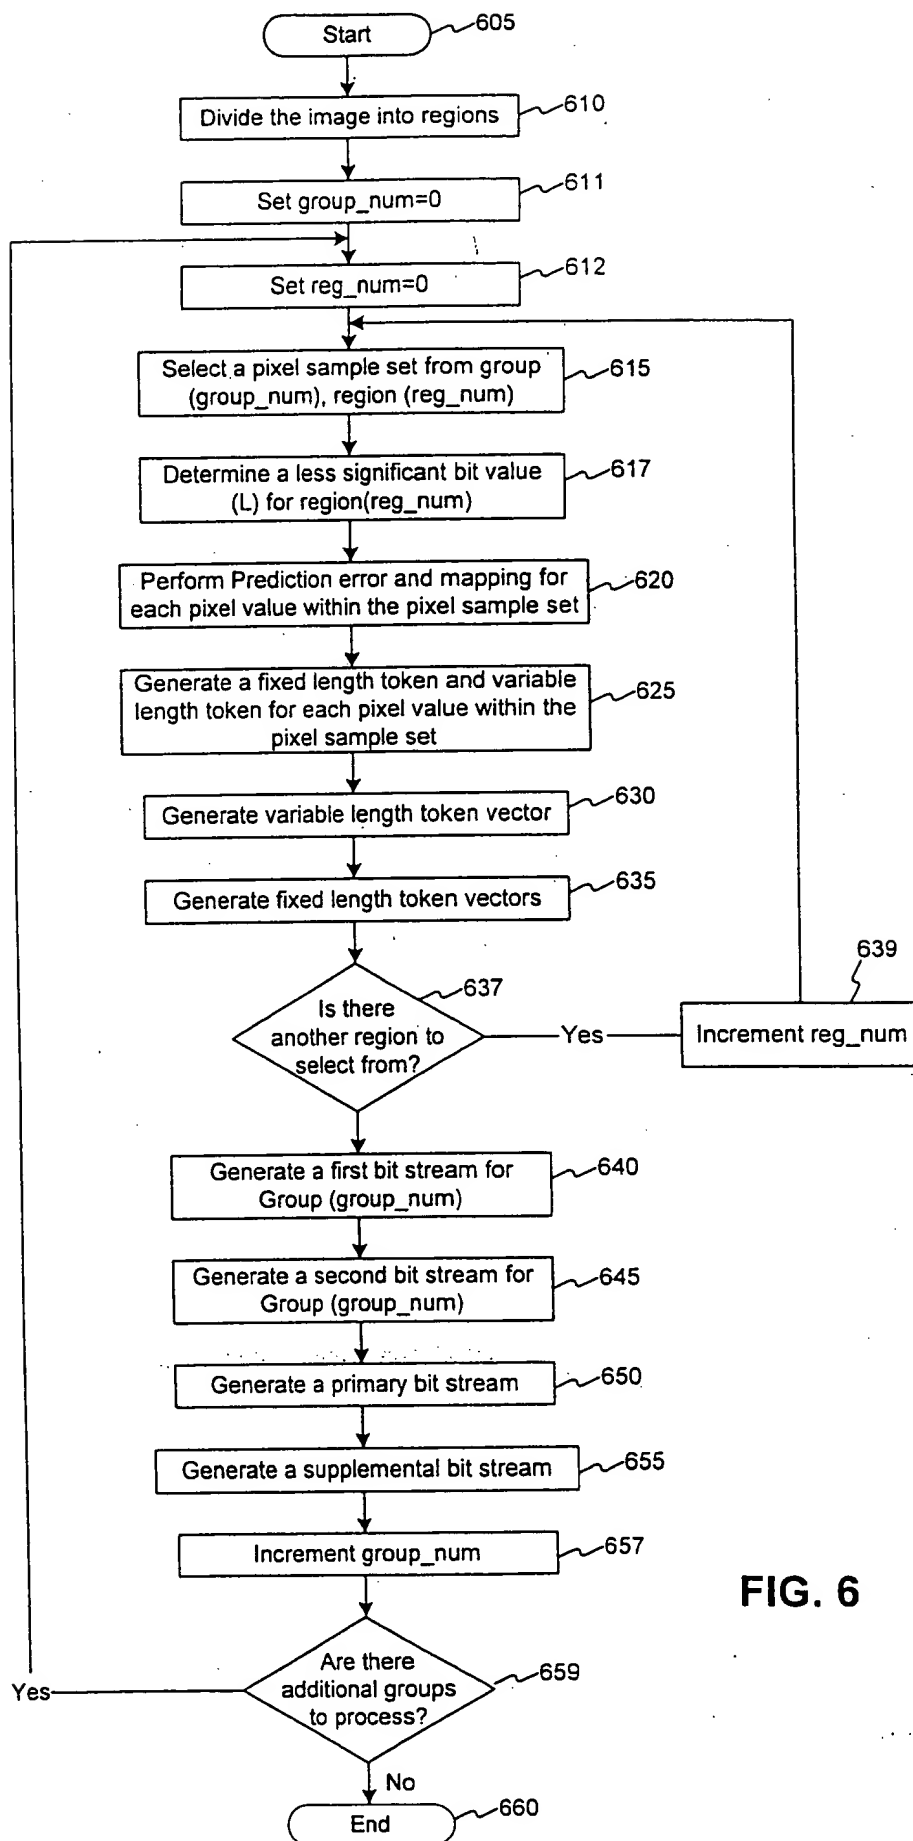 Start
605
Divide the image into regions
610
Set group_num=0
611
Set reg_num=0
612
Select a pixel sample set from group
(group_num), region (reg_num)
615
Determine a less significant bit value
(L) for region(reg_num)
617
Perform Prediction error and mapping for
each pixel value within the pixel sample set
620
Generate a fixed length token and variable
length token for each pixel value within the
pixel sample set
625
Generate variable length token vector
630
Generate fixed length token vectors
635
Is there
another region to
select from?
637
Yes
639
Increment reg_num
Generate a first bit stream for
Group (group_num)
640
Generate a second bit stream for
Group (group_num)
645
Generate a primary bit stream
650
Generate a supplemental bit stream
655
Increment group_num
657
FIG. 6
Are there
additional groups
to process?
659
Yes
No
End
660